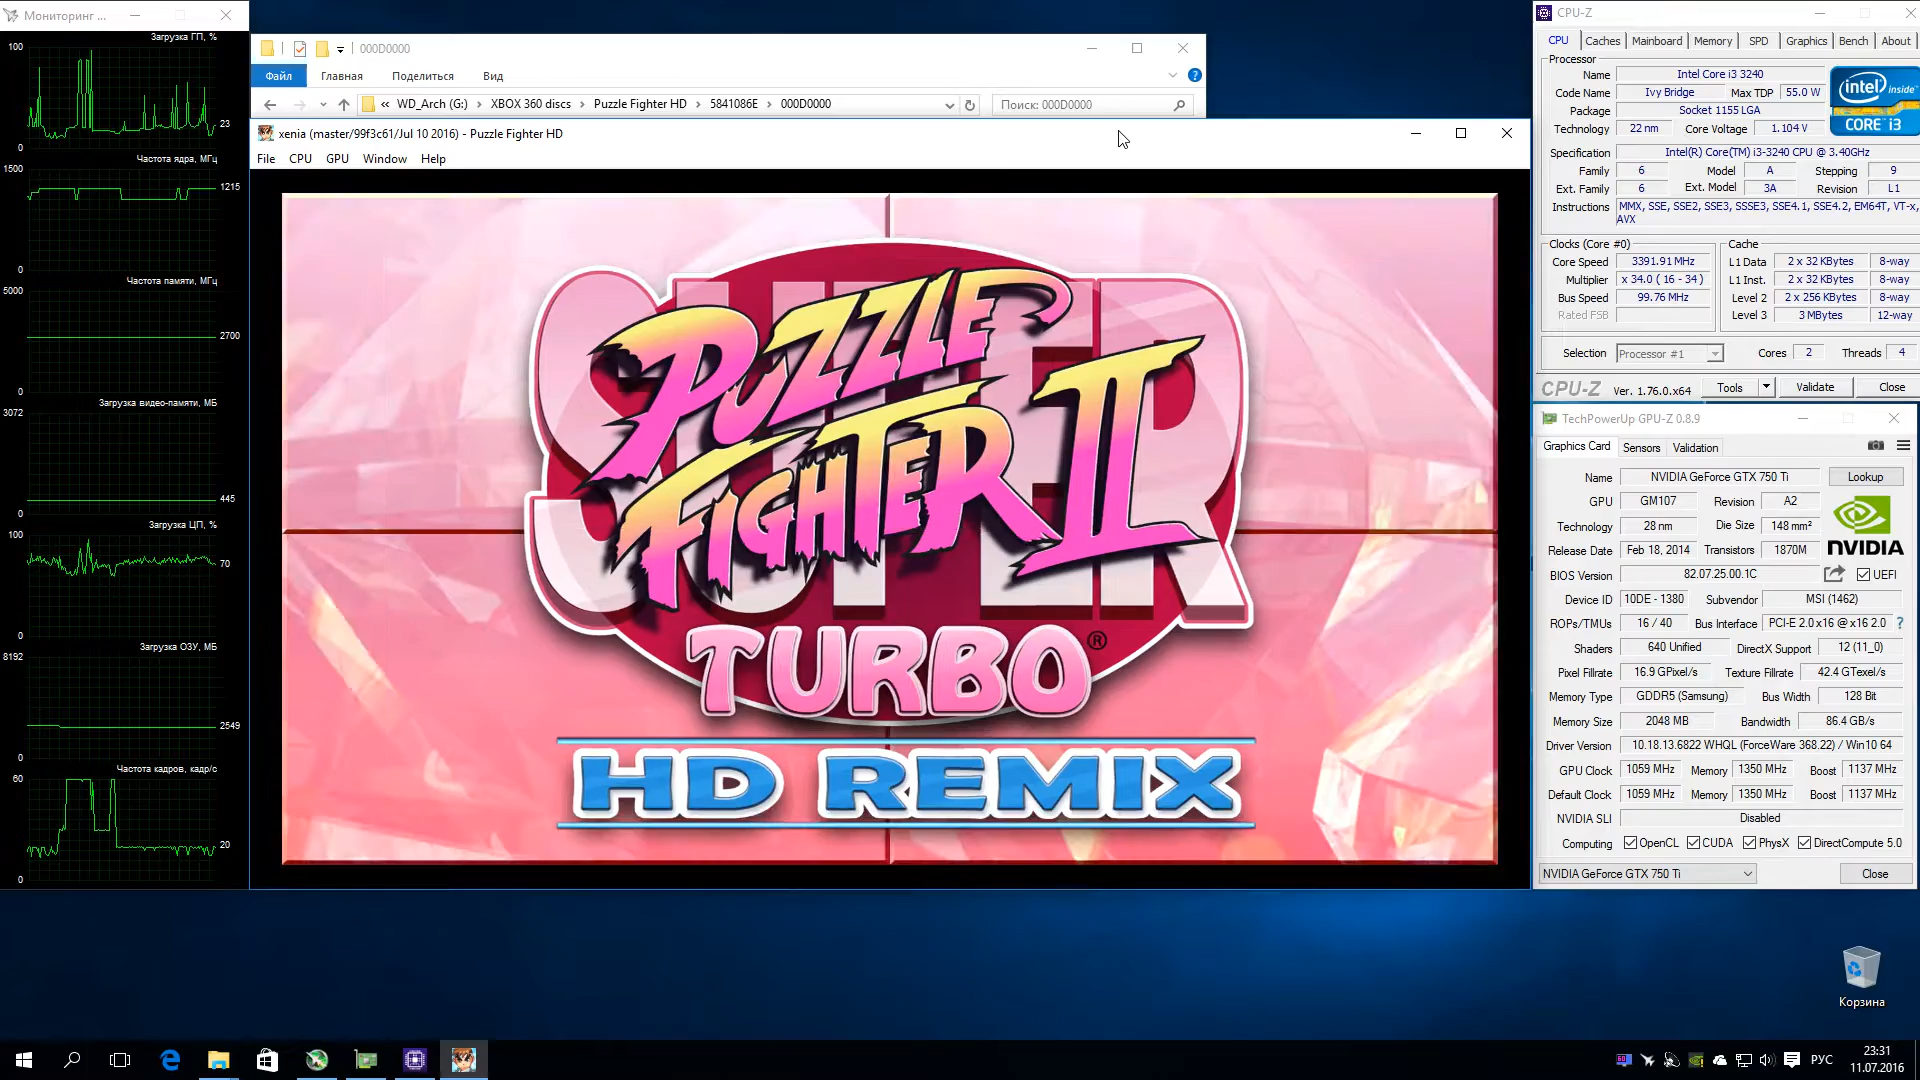 Мониторинг ...
Загрузка ГП, %
100
23
0
Частота ядра, МГц
1500
1215
0
Частота памяти, МГц
5000
2700
0
Загрузка видео-памяти, МБ
3072
445
0
Загрузка ЦП, %
100
70
0
Загрузка ОЗУ, МБ
8192
2549
0
Частота кадров, кадр/с
60
20
0
000D0000
Файл Главная Поделиться Вид
« WD_Arch (G:) > XBOX 360 discs > Puzzle Fighter HD > 5841086E > 000D0000
Поиск: 000D0000
xenia (master/99f3c61/Jul 10 2016) - Puzzle Fighter HD
File CPU GPU Window Help
SUPER
PUZZLE
FIGHTER II
TURBO®
HD REMIX
CPU-Z
CPU Caches Mainboard Memory SPD Graphics Bench About
Processor
Name Intel Core i3 3240
Code Name Ivy Bridge Max TDP 55.0 W
Package Socket 1155 LGA
Technology 22 nm Core Voltage 1.104 V
intel inside™
CORE i3
Specification Intel(R) Core(TM) i3-3240 CPU @ 3.40GHz
Family 6 Model A Stepping 9
Ext. Family 6 Ext. Model 3A Revision L1
Instructions MMX, SSE, SSE2, SSE3, SSSE3, SSE4.1, SSE4.2, EM64T, VT-x,
AVX
Clocks (Core #0)
Core Speed 3391.91 MHz
Multiplier x 34.0 ( 16 - 34 )
Bus Speed 99.76 MHz
Rated FSB
Cache
L1 Data 2 x 32 KBytes 8-way
L1 Inst. 2 x 32 KBytes 8-way
Level 2 2 x 256 KBytes 8-way
Level 3 3 MBytes 12-way
Selection Processor #1 Cores 2 Threads 4
CPU-Z Ver. 1.76.0.x64 Tools Validate Close
TechPowerUp GPU-Z 0.8.9
Graphics Card Sensors Validation
Name NVIDIA GeForce GTX 750 Ti Lookup
GPU GM107 Revision A2
Technology 28 nm Die Size 148 mm²
Release Date Feb 18, 2014 Transistors 1870M
NVIDIA
BIOS Version 82.07.25.00.1C UEFI
Device ID 10DE - 1380 Subvendor MSI (1462)
ROPs/TMUs 16 / 40 Bus Interface PCI-E 2.0 x16 @ x16 2.0 ?
Shaders 640 Unified DirectX Support 12 (11_0)
Pixel Fillrate 16.9 GPixel/s Texture Fillrate 42.4 GTexel/s
Memory Type GDDR5 (Samsung) Bus Width 128 Bit
Memory Size 2048 MB Bandwidth 86.4 GB/s
Driver Version 10.18.13.6822 WHQL (ForceWare 368.22) / Win10 64
GPU Clock 1059 MHz Memory 1350 MHz Boost 1137 MHz
Default Clock 1059 MHz Memory 1350 MHz Boost 1137 MHz
NVIDIA SLI Disabled
Computing OpenCL CUDA PhysX DirectCompute 5.0
NVIDIA GeForce GTX 750 Ti Close
Корзина
60
РУС
23:31
11.07.2016